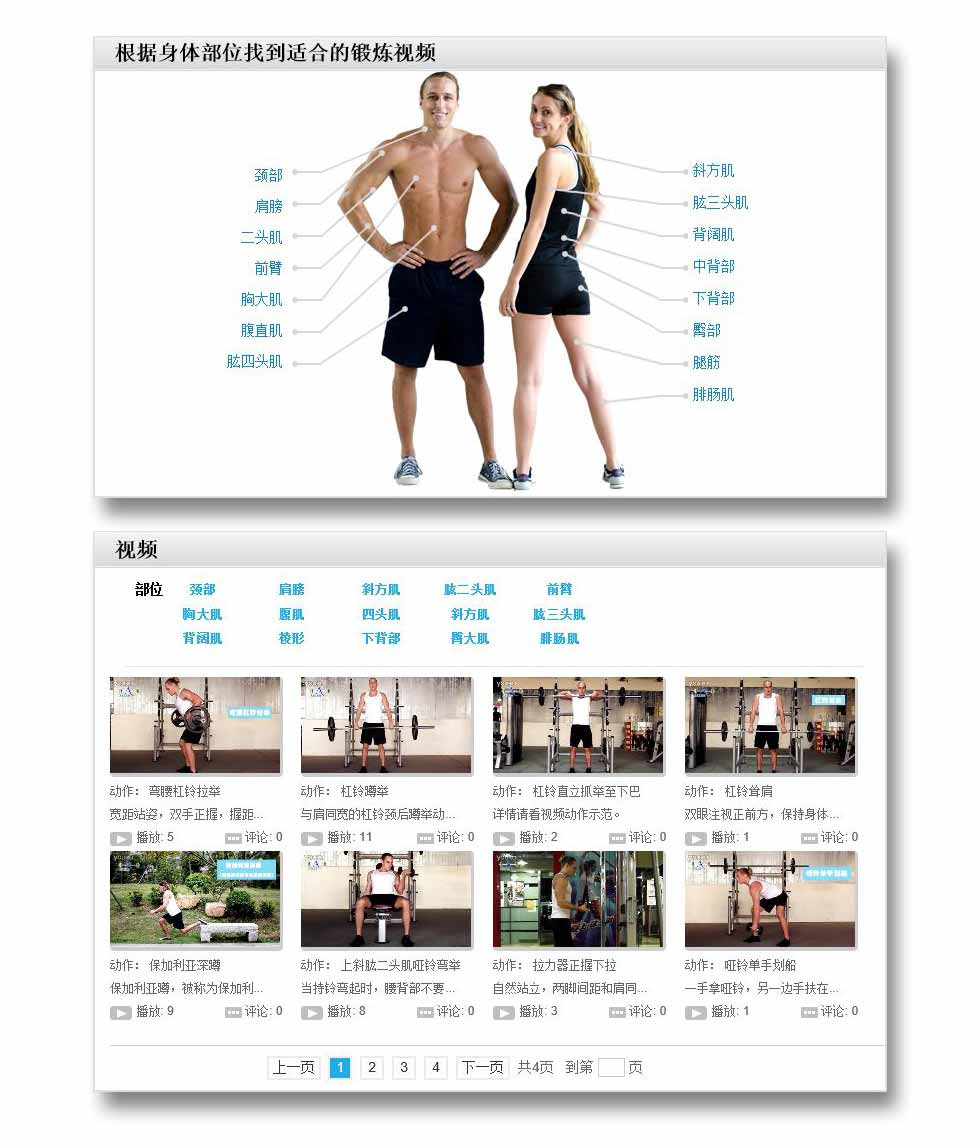 根据身体部位找到适合的锻炼视频
颈部
肩膀
二头肌
前臂
胸大肌
腹直肌
肱四头肌
斜方肌
肱三头肌
背阔肌
中背部
下背部
臀部
腿筋
腓肠肌
视频
部位 颈部 肩膀 斜方肌 肱二头肌 前臂
胸大肌 腹肌 四头肌 斜方肌 肱三头肌
背阔肌 棱形 下背部 臀大肌 腓肠肌
动作： 弯腰杠铃拉举 动作： 杠铃蹲举 动作： 杠铃直立抓举至下巴 动作： 杠铃耸肩
宽距站姿，双手正握，握距... 与肩同宽的杠铃颈后蹲举动... 详情请看视频动作示范。 双眼注视正前方，保持身体...
播放: 5 评论: 0 播放: 11 评论: 0 播放: 2 评论: 0 播放: 1 评论: 0
动作： 保加利亚深蹲 动作： 上斜肱二头肌哑铃弯举 动作： 拉力器正握下拉 动作： 哑铃单手划船
保加利亚蹲，被称为保加利... 当持铃弯起时，腰背部不要... 自然站立，两脚间距和肩同... 一手拿哑铃，另一边手扶在...
播放: 9 评论: 0 播放: 8 评论: 0 播放: 3 评论: 0 播放: 1 评论: 0
上一页 1 2 3 4 下一页 共4页 到第 页